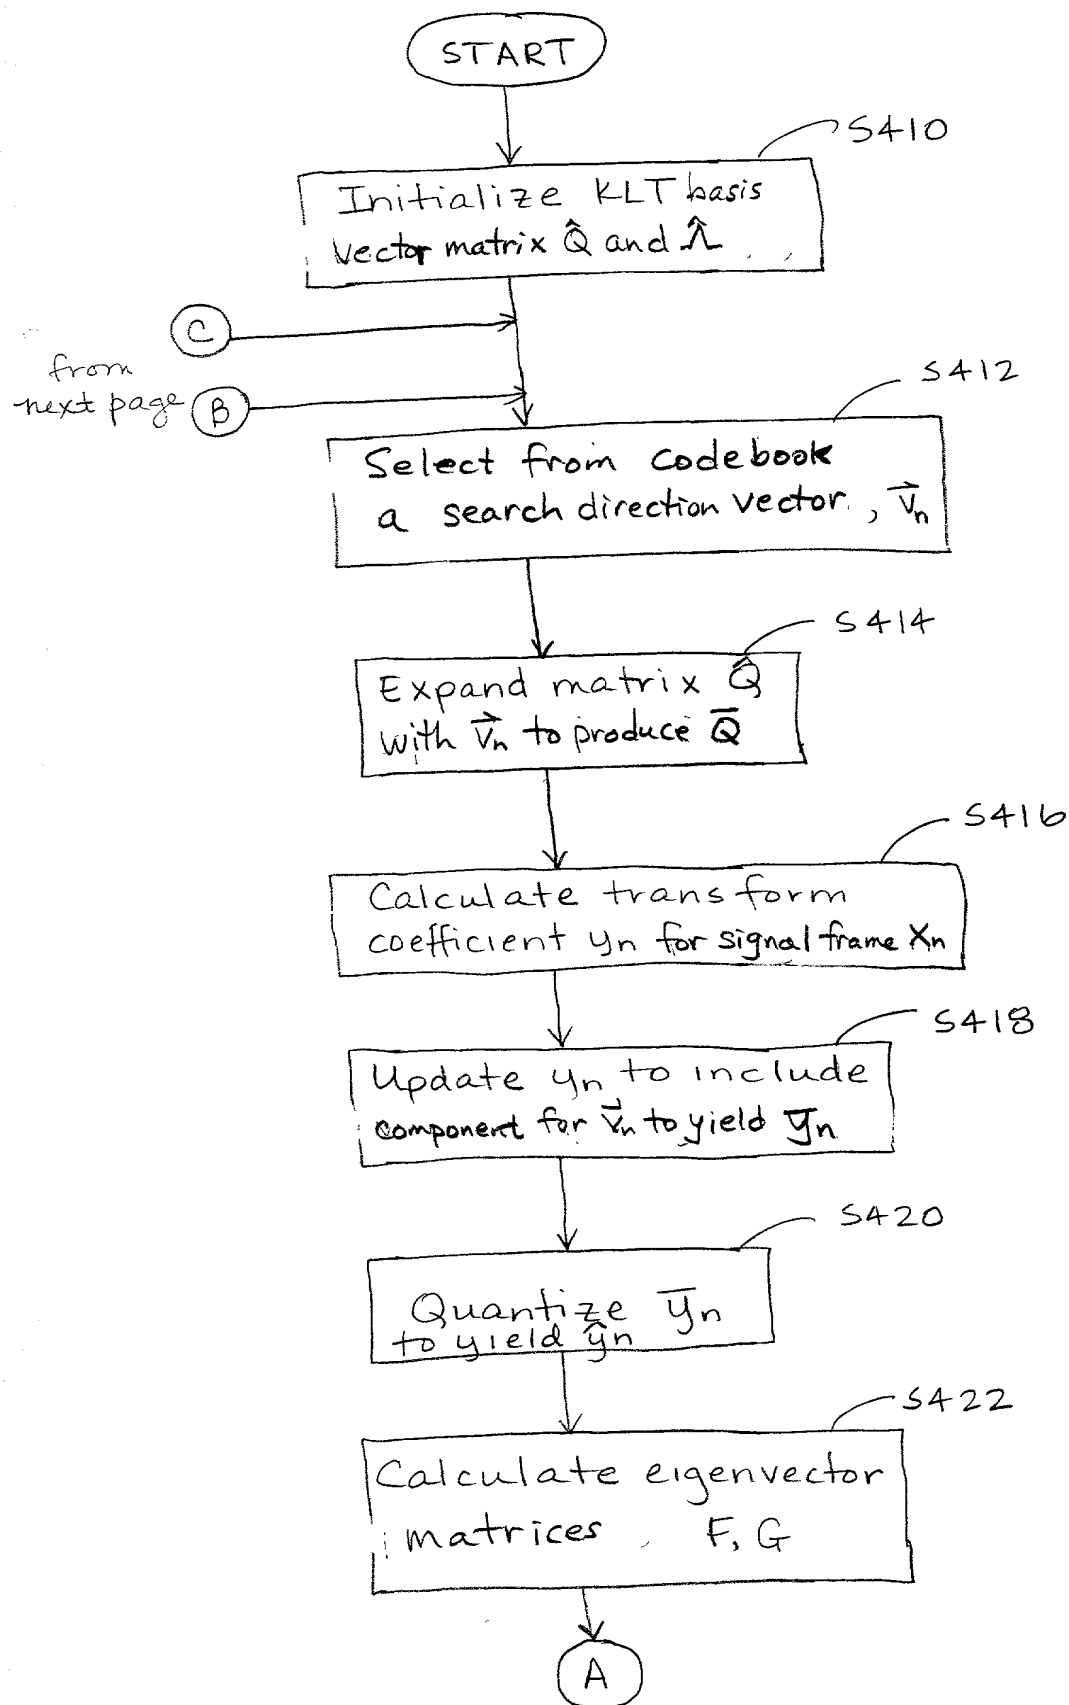 START
S410
Initialize KLT basis
vector matrix Q̂ and Λ̂
C
from
next page
B
S412
Select from codebook
a search direction vector, v⃗n
S414
Expand matrix Q̂
with v⃗n to produce Q̄
S416
Calculate transform
coefficient yn for signal frame Xn
S418
Update yn to include
component for v⃗n to yield ȳn
S420
Quantize ȳn
to yield ŷn
S422
Calculate eigenvector
matrices, F, G
A